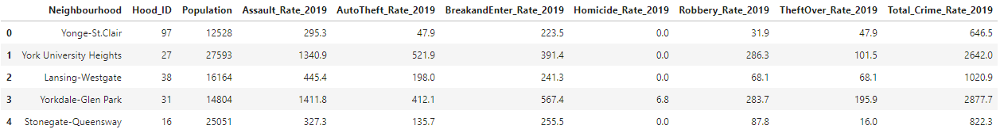 Neighbourhood Hood_ID Population Assault_Rate_2019 AutoTheft_Rate_2019 BreakandEnter_Rate_2019 Homicide_Rate_2019 Robbery_Rate_2019 TheftOver_Rate_2019 Total_Crime_Rate_2019
0 Yonge-St.Clair 97 12528 295.3 47.9 223.5 0.0 31.9 47.9 646.5
1 York University Heights 27 27593 1340.9 521.9 391.4 0.0 286.3 101.5 2642.0
2 Lansing-Westgate 38 16164 445.4 198.0 241.3 0.0 68.1 68.1 1020.9
3 Yorkdale-Glen Park 31 14804 1411.8 412.1 567.4 6.8 283.7 195.9 2877.7
4 Stonegate-Queensway 16 25051 327.3 135.7 255.5 0.0 87.8 16.0 822.3